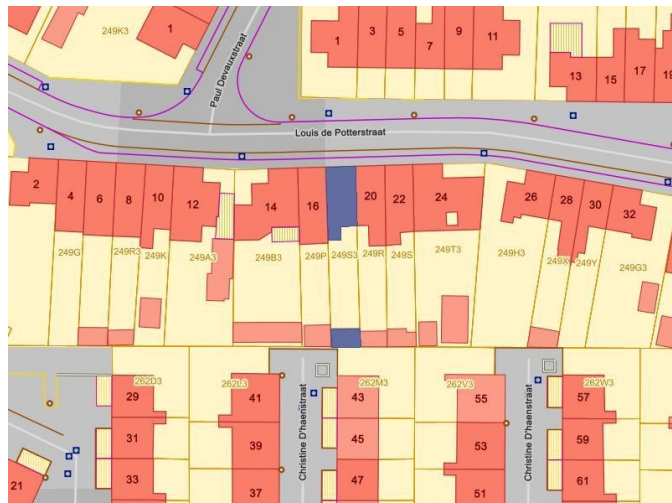 249K3
1
Paul Devauxstraat
1
3
5
7
9
11
13
15
17
19
Louis de Potterstraat
2
4
6
8
10
12
14
16
20
22
24
26
28
30
32
249G
249R3
249K
249A3
249B3
249P
249S3
249R
249S
249T3
249H3
249X
249Y
249G3
262D3
262L3
262M3
262V3
262W3
29
31
33
21
41
39
37
Christine D'haenstraat
43
45
47
55
53
51
Christine D'haenstraat
57
59
61